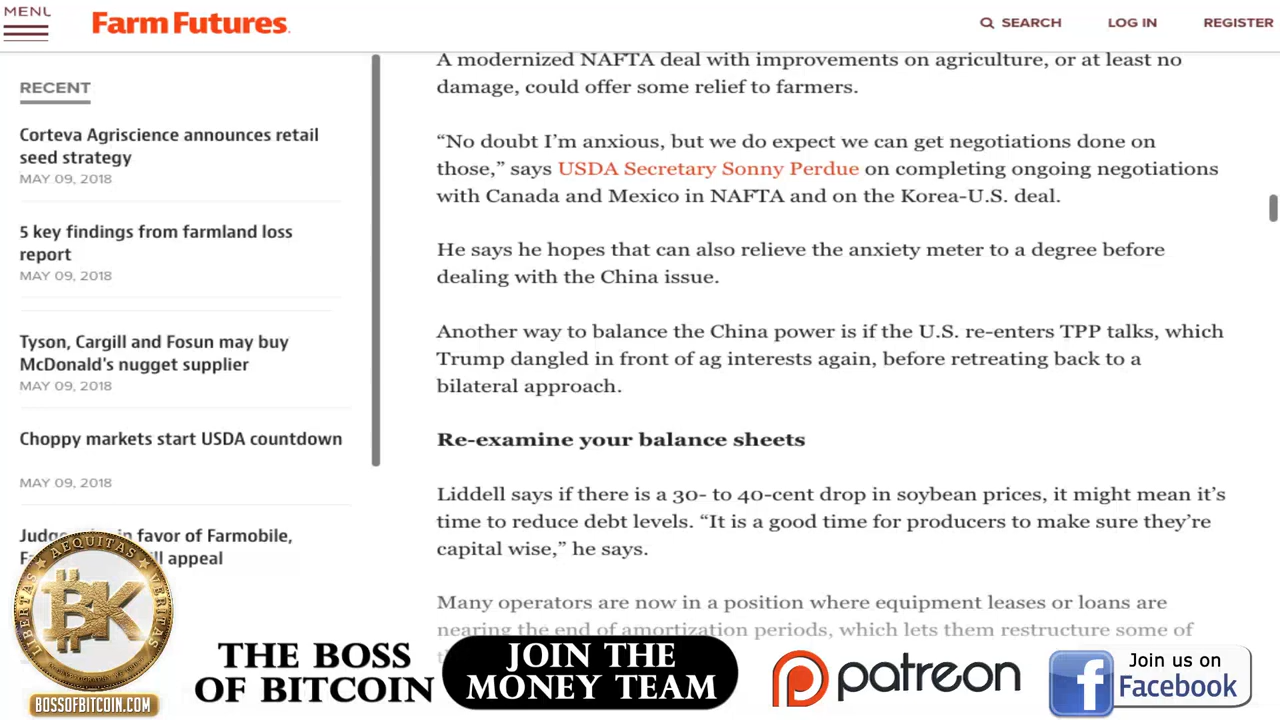 MENU
Farm Futures
SEARCH
LOG IN
REGISTER
RECENT
Corteva Agriscience announces retail
seed strategy
MAY 09, 2018
5 key findings from farmland loss
report
MAY 09, 2018
Tyson, Cargill and Fosun may buy
McDonald's nugget supplier
MAY 09, 2018
Choppy markets start USDA countdown
MAY 09, 2018
in favor of Farmobile,
appeal
A modernized NAFTA deal with improvements on agriculture, or at least no
damage, could offer some relief to farmers.
“No doubt I’m anxious, but we do expect we can get negotiations done on
those,” says USDA Secretary Sonny Perdue on completing ongoing negotiations
with Canada and Mexico in NAFTA and on the Korea-U.S. deal.
He says he hopes that can also relieve the anxiety meter to a degree before
dealing with the China issue.
Another way to balance the China power is if the U.S. re-enters TPP talks, which
Trump dangled in front of ag interests again, before retreating back to a
bilateral approach.
Re-examine your balance sheets
Liddell says if there is a 30- to 40-cent drop in soybean prices, it might mean it’s
time to reduce debt levels. “It is a good time for producers to make sure they’re
capital wise,” he says.
Many operators are now in a position where equipment leases or loans are
nearing the end of amortization periods, which lets them restructure some of
LIBERTAS AEQUITAS VERITAS
BK
BOSSOFBITCOIN.COM
THE BOSS
OF BITCOIN
JOIN THE
MONEY TEAM
patreon
Join us on
Facebook